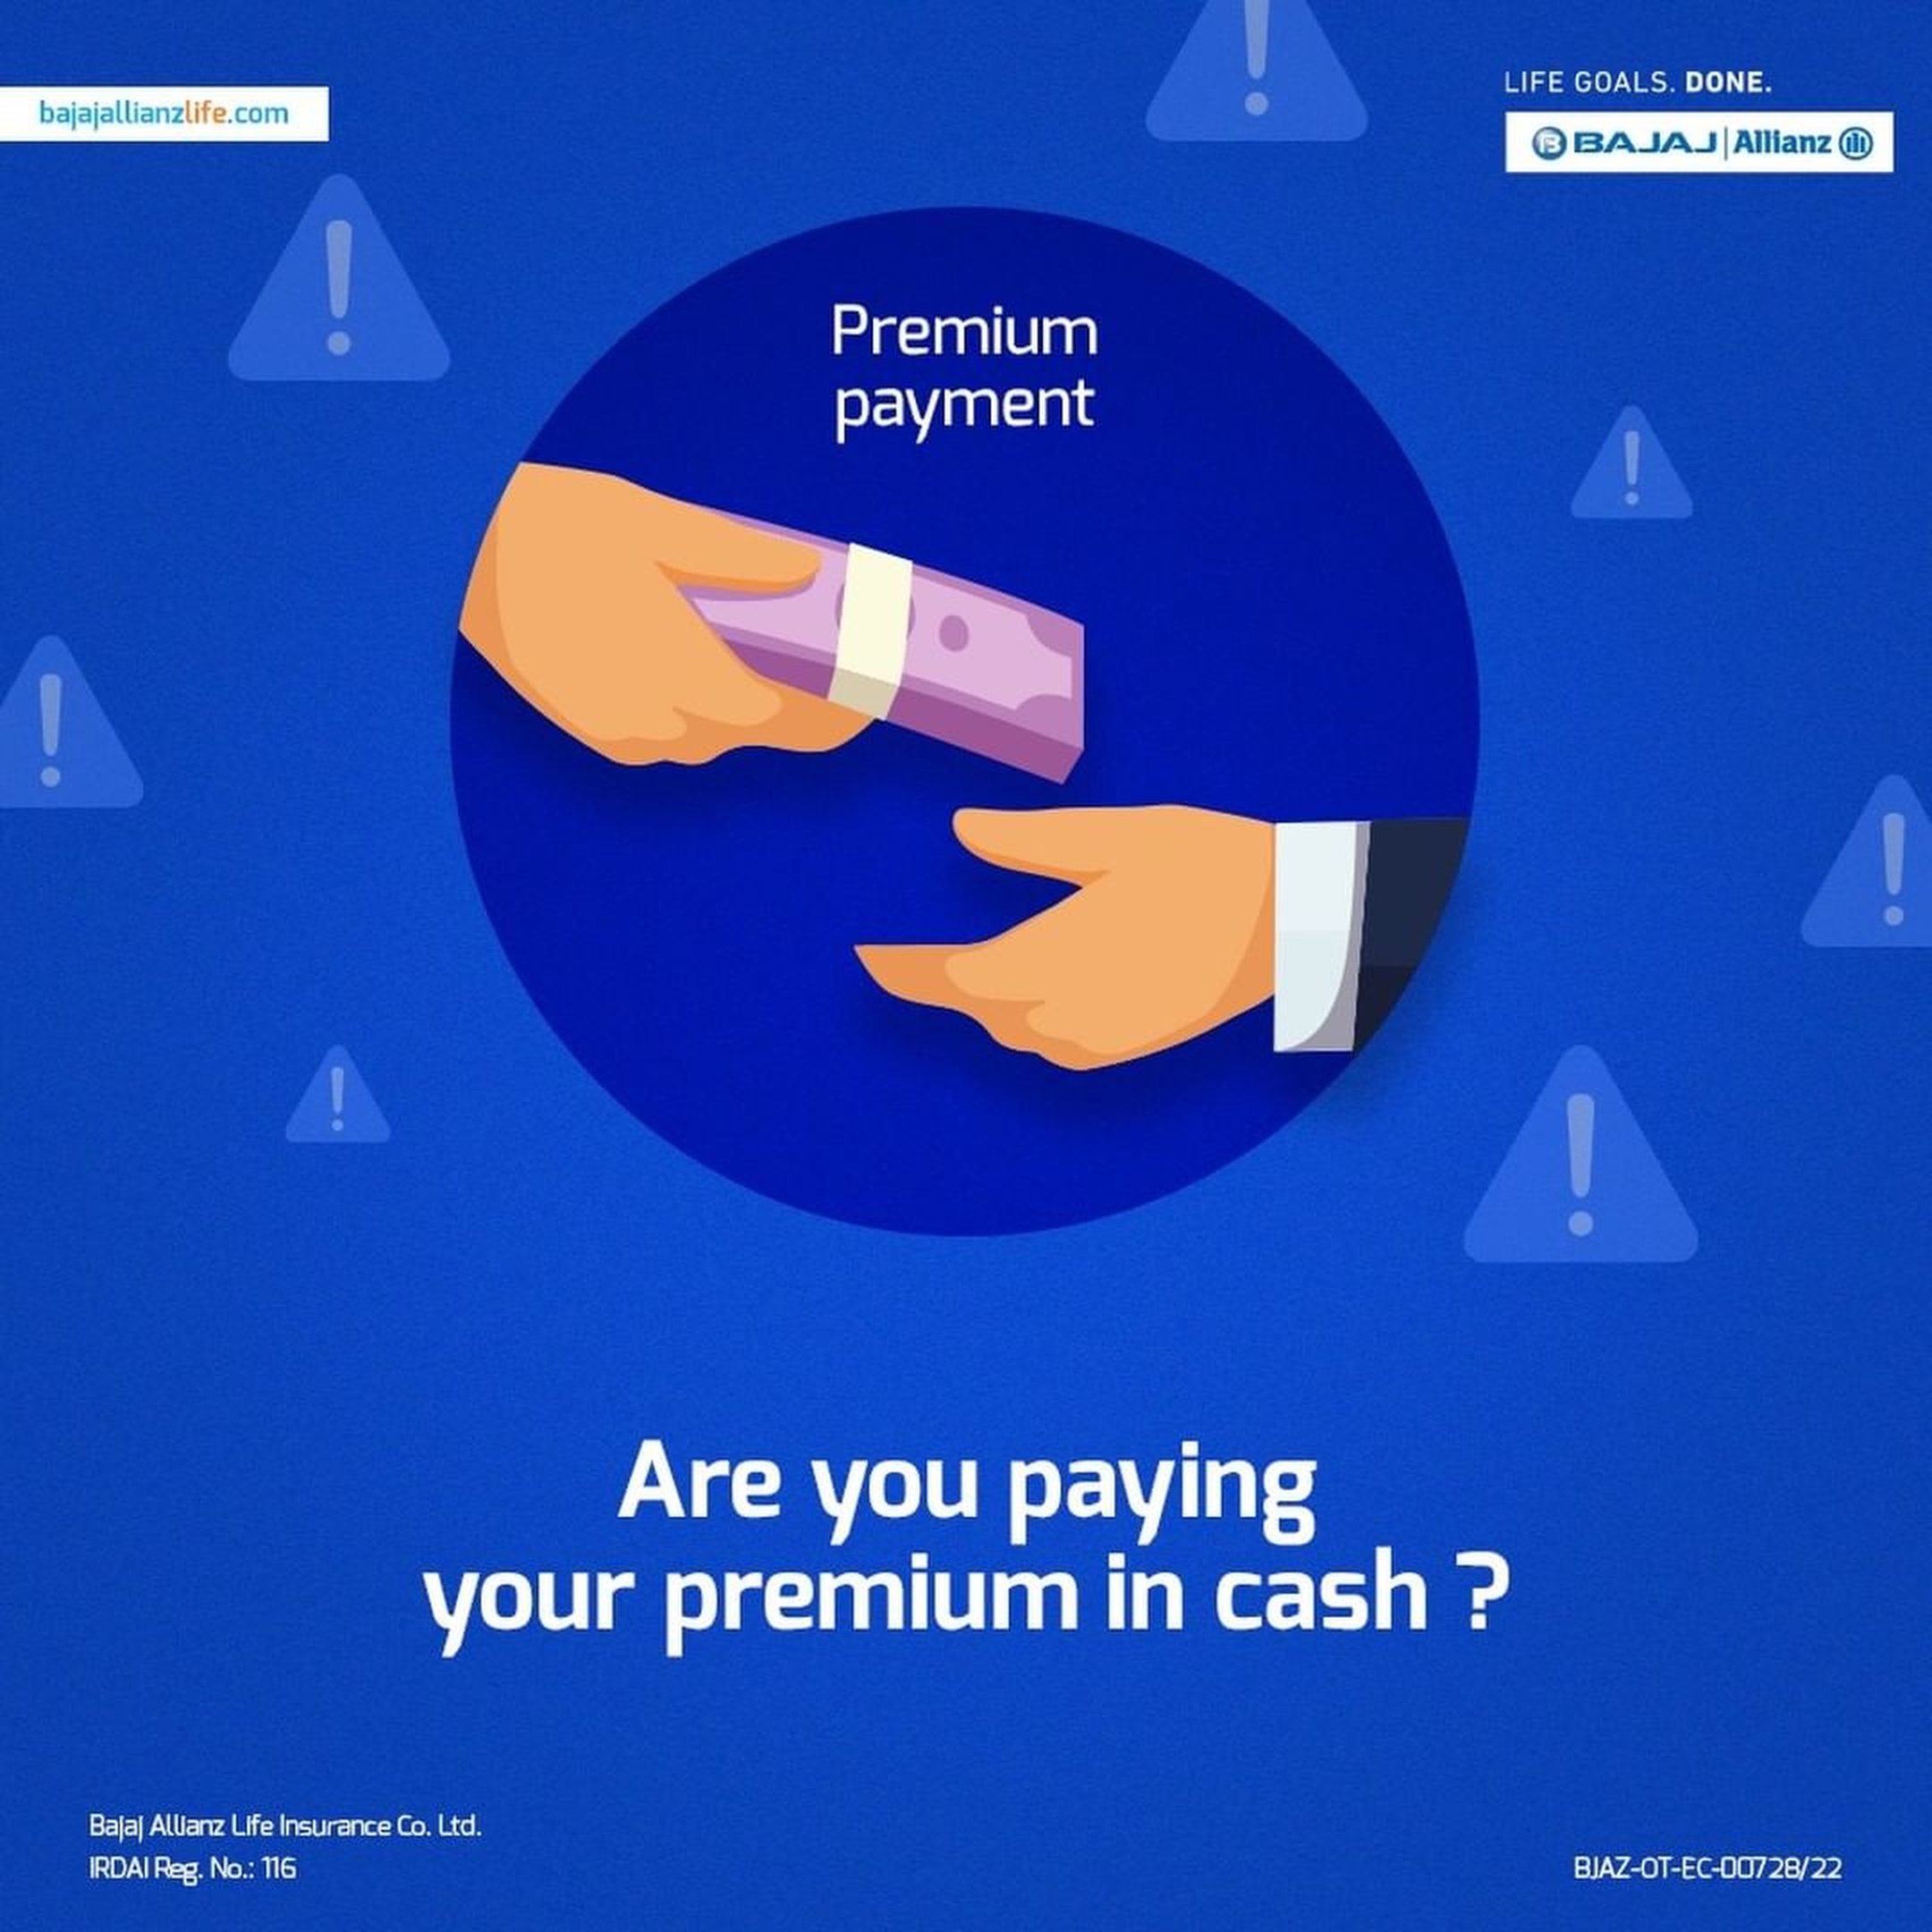 bajajallianzlife.com
LIFE GOALS. DONE.
BAJAJ | Allianz
Premium
payment
Are you paying
your premium in cash ?
Bajaj Allianz Life Insurance Co. Ltd.
IRDAI Reg. No.: 116
BJAZ-OT-EC-00728/22